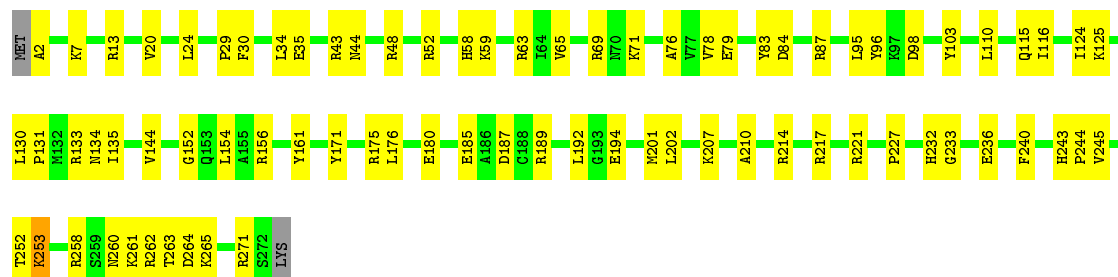 MET A2 K7 R13 V20 L24 P29 F30 L34 E35 R43 N44 R48 R52 H58 K59 R63 I64 V65 R69 N70 K71 A76 V77 V78 E79 Y83 D84 R87 L95 Y96 K97 D98 Y103 L110 Q115 I116 I124 K125
L130 P131 M132 R133 N134 I135 V144 G152 Q153 L154 A155 R156 Y161 Y171 R175 L176 E180 E185 A186 D187 C188 R189 L192 G193 E194 M201 L202 K207 A210 R214 R217 R221 P227 H232 G233 E236 F240 H243 P244 V245
T252 K253 R258 S259 N260 K261 R262 T263 D264 K265 R271 S272 LYS